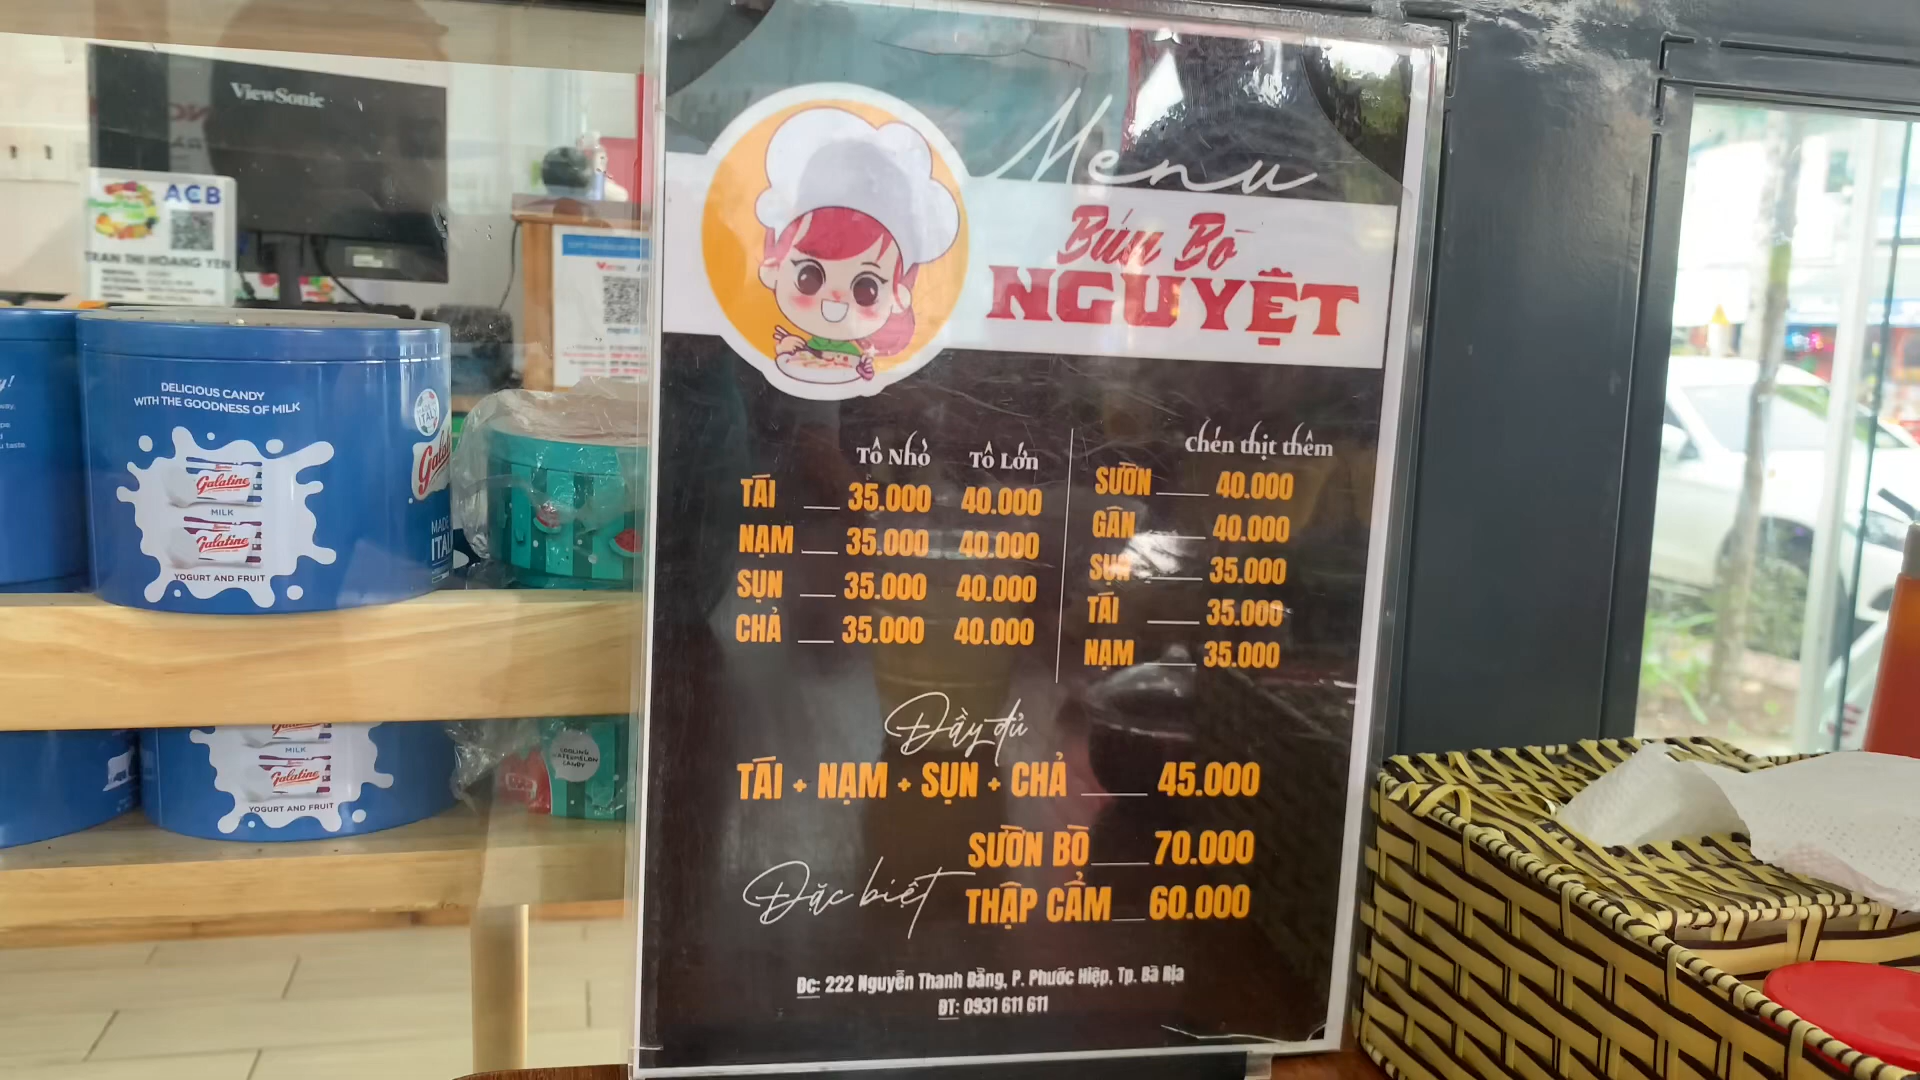 ViewSonic
ACB
TRAN THI HOANG YEN
DELICIOUS CANDY
WITH THE GOODNESS OF MILK
Galatine
MILK
Galatine
YOGURT AND FRUIT
MILK
Galatine
YOGURT AND FRUIT
Menu
Bún Bò
NGUYỆT
Tô Nhỏ Tô Lớn
TÁI 35.000 40.000
NẠM 35.000 40.000
SỤN 35.000 40.000
CHẢ 35.000 40.000
Chén thịt thêm
SƯỜN 40.000
GÂN 40.000
SỤN 35.000
TÁI 35.000
NẠM 35.000
Đầy đủ
TÁI + NẠM + SỤN + CHẢ 45.000
Đặc biệt
SƯỜN BÒ 70.000
THẬP CẨM 60.000
Đc: 222 Nguyễn Thanh Đằng, P. Phước Hiệp, Tp. Bà Rịa
ĐT: 0931 611 611